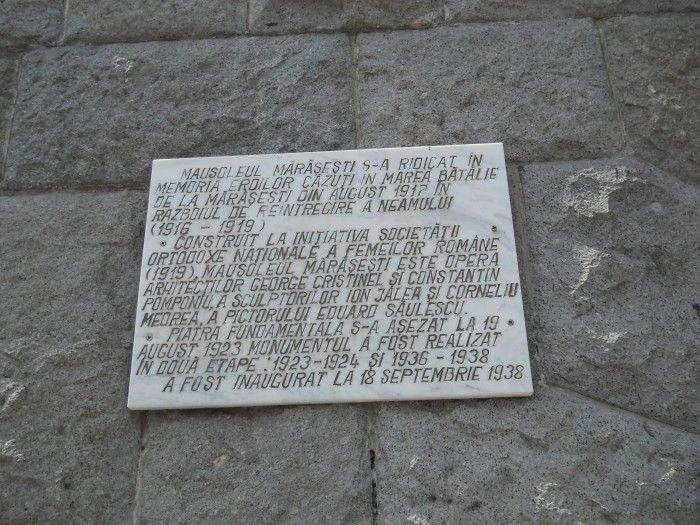 MAUSOLEUL MĂRĂSEȘTI S-A RIDICAT ÎN
MEMORIA EROILOR CĂZUȚI ÎN MAREA BĂTĂLIE
DE LA MĂRĂȘEȘTI DIN AUGUST 1917 ÎN
RĂZBOIUL DE REÎNTREGIRE A NEAMULUI
(1916 - 1919)
CONSTRUIT LA INIȚIATIVA SOCIETĂȚII
ORTODOXE NAȚIONALE A FEMEILOR ROMÂNE
(1919), MAUSOLEUL MĂRĂȘEȘTI ESTE OPERA
ARHITECȚILOR GEORGE CRISTINEL ȘI CONSTANTIN
POMPONIU, A SCULPTORILOR ION JALEA ȘI CORNELIU
MEDREA, A PICTORULUI EDUARD SĂULESCU.
PIATRA FUNDAMENTALĂ S-A AȘEZAT LA 19
AUGUST 1923 MONUMENTUL A FOST REALIZAT
ÎN DOUĂ ETAPE : 1923-1924 ȘI 1936 - 1938
A FOST INAUGURAT LA 18 SEPTEMBRIE 1938